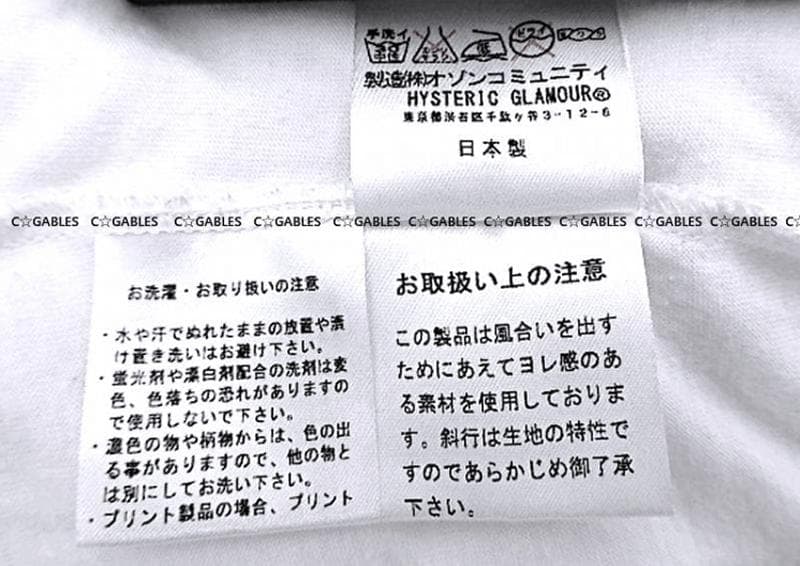 手洗イ
製造(株)オゾンコミュニティ
HYSTERIC GLAMOUR®
東京都渋谷区千駄ヶ谷3-12-6
日本製
C☆GABLES C☆GABLES C☆GABLES C☆GABLES C☆GABLES C☆GABLES C☆GABLES C☆GABLES C☆GABLES C☆GABLES
お洗濯・お取り扱いの注意
・水や汗でぬれたままの放置や漬
け置き洗いはお避け下さい。
・蛍光剤や漂白剤配合の洗剤は変
色、色落ちの恐れがありますの
で使用しないで下さい。
・濃色の物や柄物からは、色の出
る事がありますので、他の物と
は別にしてお洗い下さい。
・プリント製品の場合、プリント
お取扱い上の注意
この製品は風合いを出す
ためにあえてヨレ感のあ
る素材を使用しておりま
す。斜行は生地の特性で
すのであらかじめ御了承
下さい。